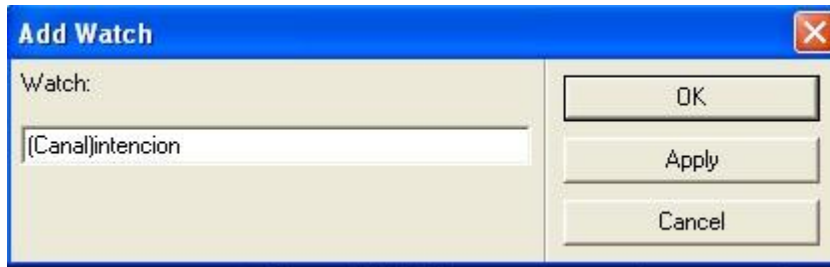 Add Watch
Watch:
(Canal)intencion
OK
Apply
Cancel